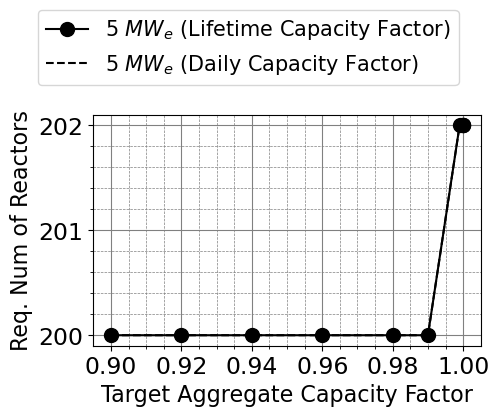 5 MWₑ (Lifetime Capacity Factor)
5 MWₑ (Daily Capacity Factor)
Req. Num of Reactors
202
201
200
0.90 0.92 0.94 0.96 0.98 1.00
Target Aggregate Capacity Factor